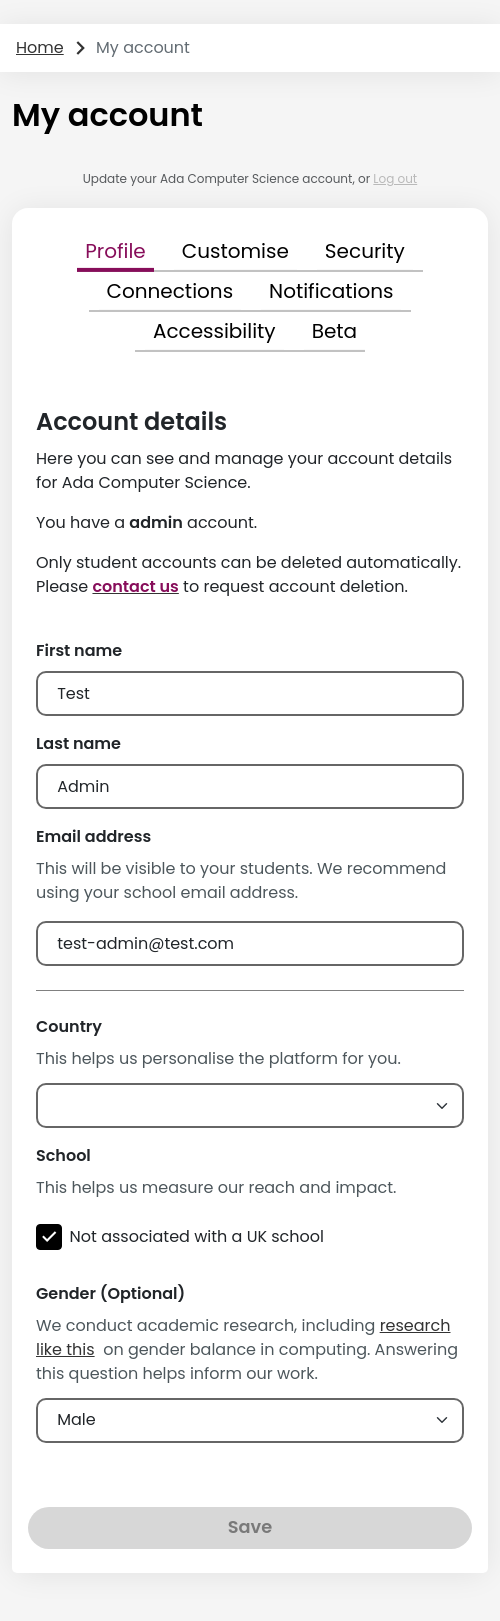 Home > My account
My account
Update your Ada Computer Science account, or Log out
Profile Customise Security
Connections Notifications
Accessibility Beta
Account details
Here you can see and manage your account details
for Ada Computer Science.
You have a admin account.
Only student accounts can be deleted automatically.
Please contact us to request account deletion.
First name
Test
Last name
Admin
Email address
This will be visible to your students. We recommend
using your school email address.
test-admin@test.com
Country
This helps us personalise the platform for you.
School
This helps us measure our reach and impact.
Not associated with a UK school
Gender (Optional)
We conduct academic research, including research
like this on gender balance in computing. Answering
this question helps inform our work.
Male
Save